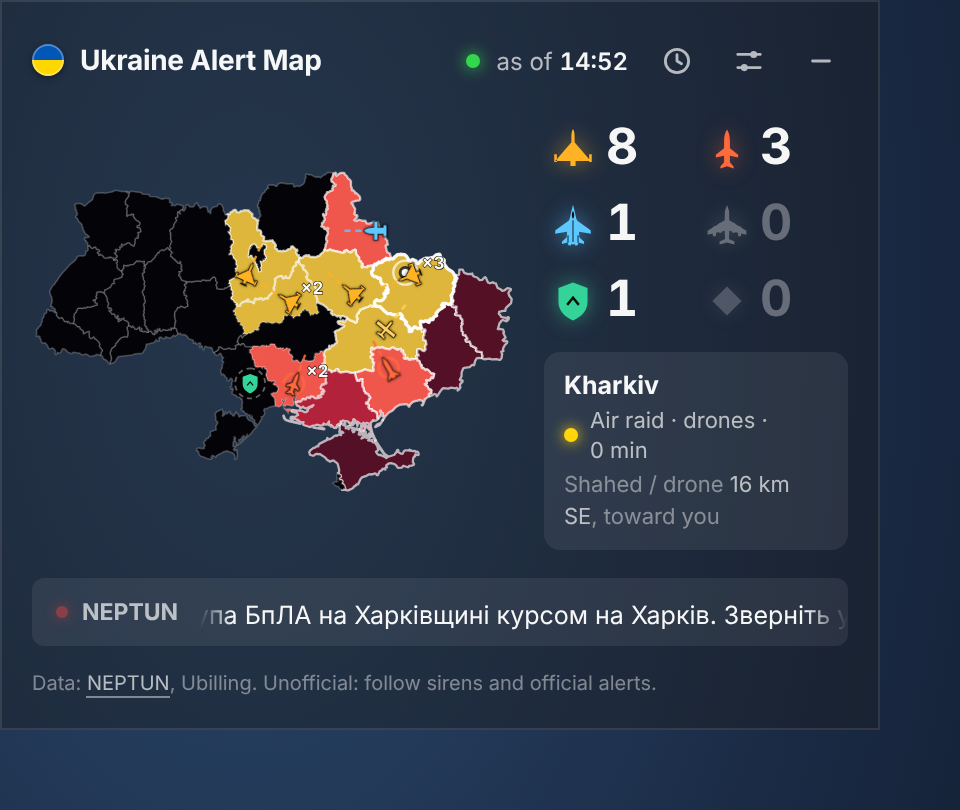 Ukraine Alert Map
as of 14:52
8
3
1
0
1
0
×3
×2
×2
Kharkiv
Air raid · drones ·
0 min
Shahed / drone 16 km
SE, toward you
NEPTUN
па БпЛА на Харківщині курсом на Харків. Зверніть
Data: NEPTUN, Ubilling. Unofficial: follow sirens and official alerts.